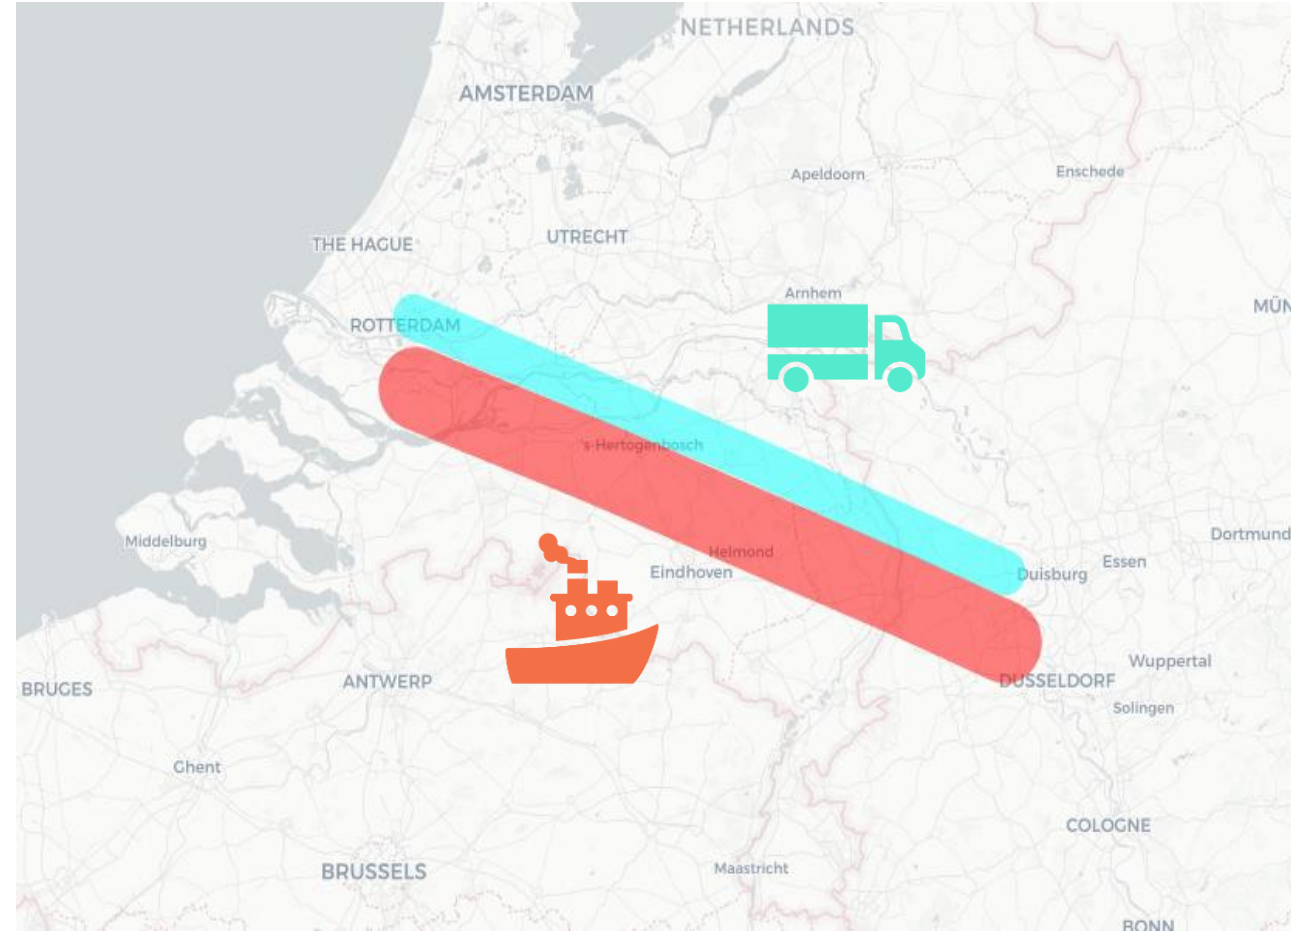 NETHERLANDS
AMSTERDAM
Apeldoorn
Enschede
THE HAGUE
UTRECHT
Arnhem
MÜN
ROTTERDAM
's-Hertogenbosch
Dortmund
Middelburg
Helmond
Eindhoven
Essen
Duisburg
Wuppertal
BRUGES
ANTWERP
DUSSELDORF
Solingen
Ghent
COLOGNE
BRUSSELS
Maastricht
BONN